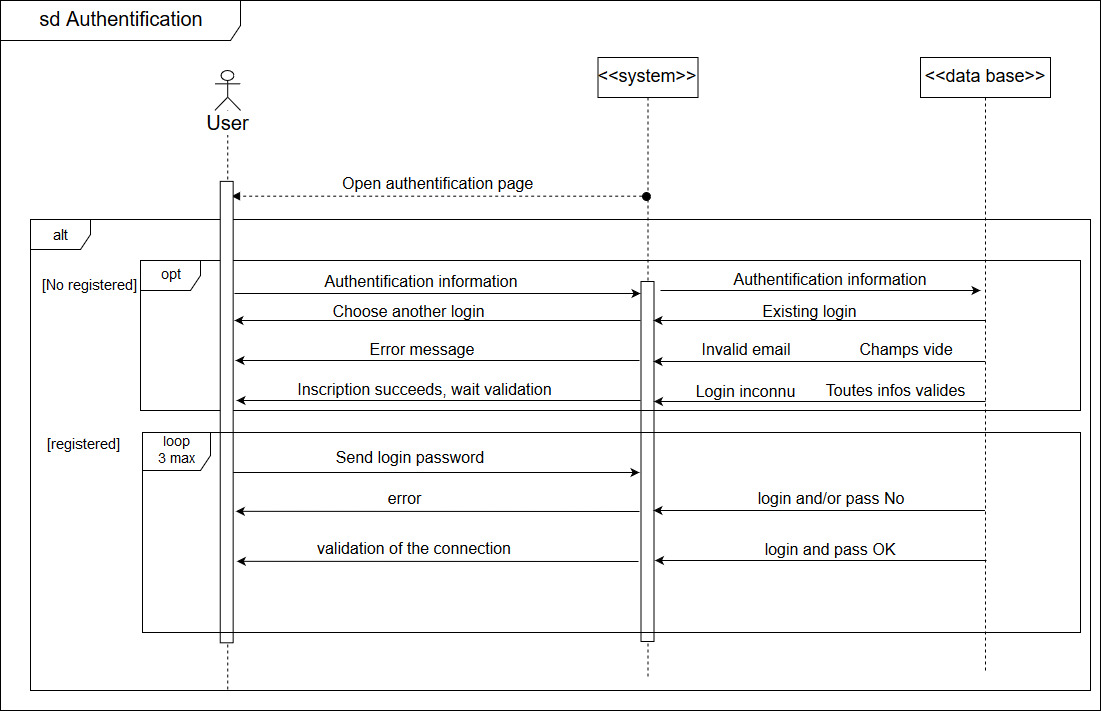 sd Authentification
User
<<system>>
<<data base>>
Open authentification page
alt
[No registered]
opt
Authentification information
Authentification information
Choose another login
Existing login
Error message
Invalid email
Champs vide
Inscription succeeds, wait validation
Login inconnu
Toutes infos valides
[registered]
loop
3 max
Send login password
error
login and/or pass No
validation of the connection
login and pass OK